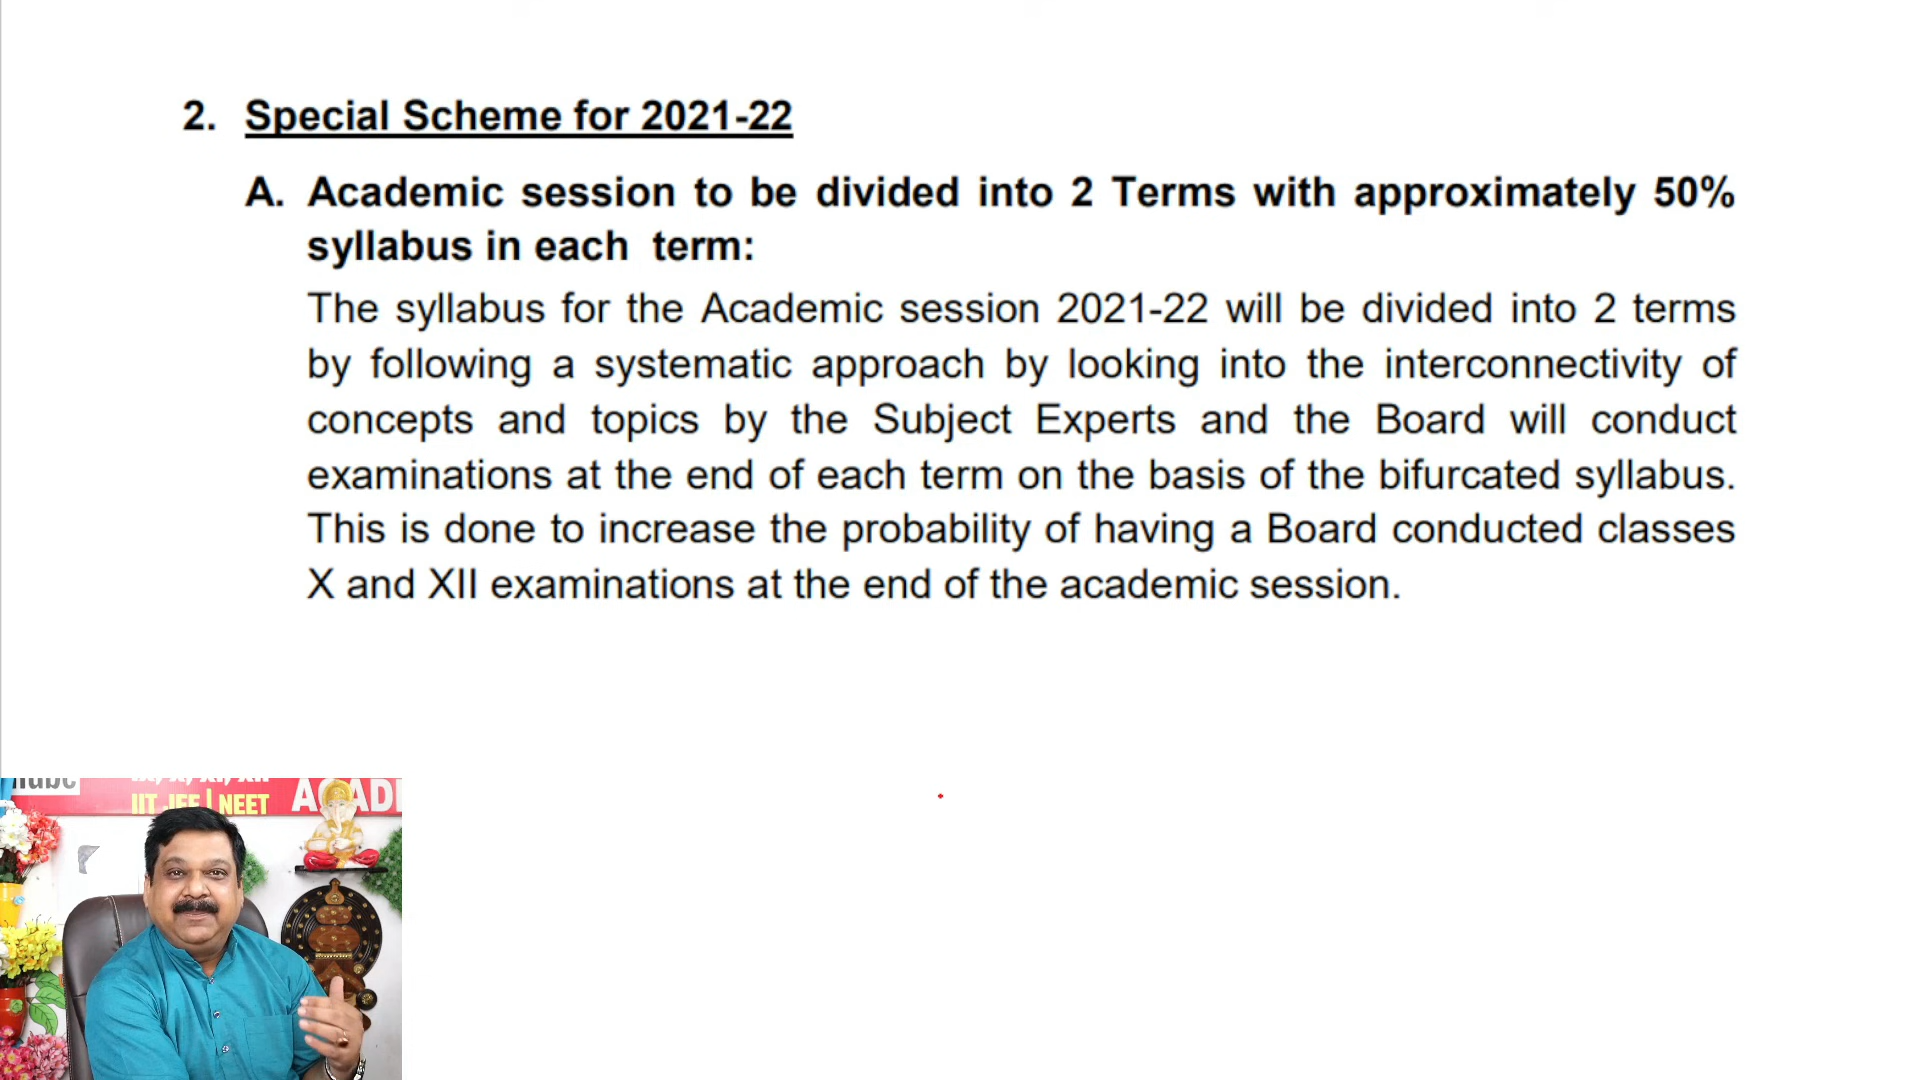 2. Special Scheme for 2021-22
A. Academic session to be divided into 2 Terms with approximately 50%
syllabus in each term:
The syllabus for the Academic session 2021-22 will be divided into 2 terms
by following a systematic approach by looking into the interconnectivity of
concepts and topics by the Subject Experts and the Board will conduct
examinations at the end of each term on the basis of the bifurcated syllabus.
This is done to increase the probability of having a Board conducted classes
X and XII examinations at the end of the academic session.
IIT JEE | NEET